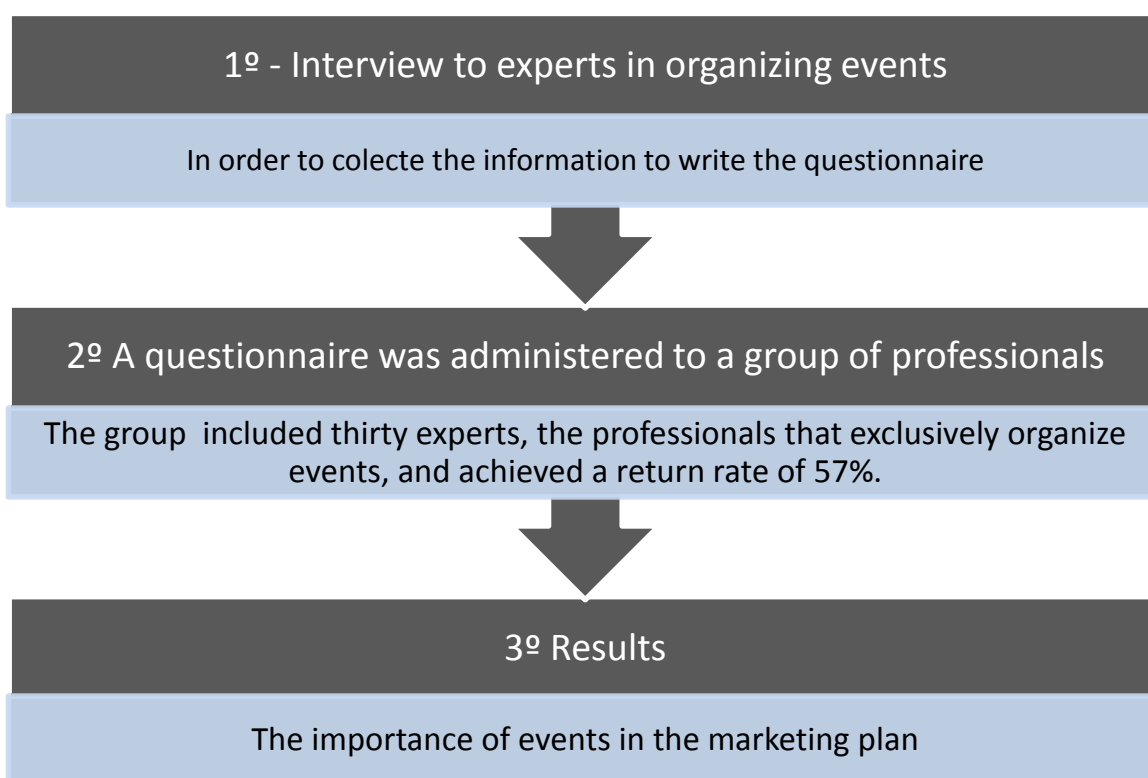 1º - Interview to experts in organizing events
In order to colecte the information to write the questionnaire
2º A questionnaire was administered to a group of professionals
The group  included thirty experts, the professionals that exclusively organize
events, and achieved a return rate of 57%.
3º Results
The importance of events in the marketing plan